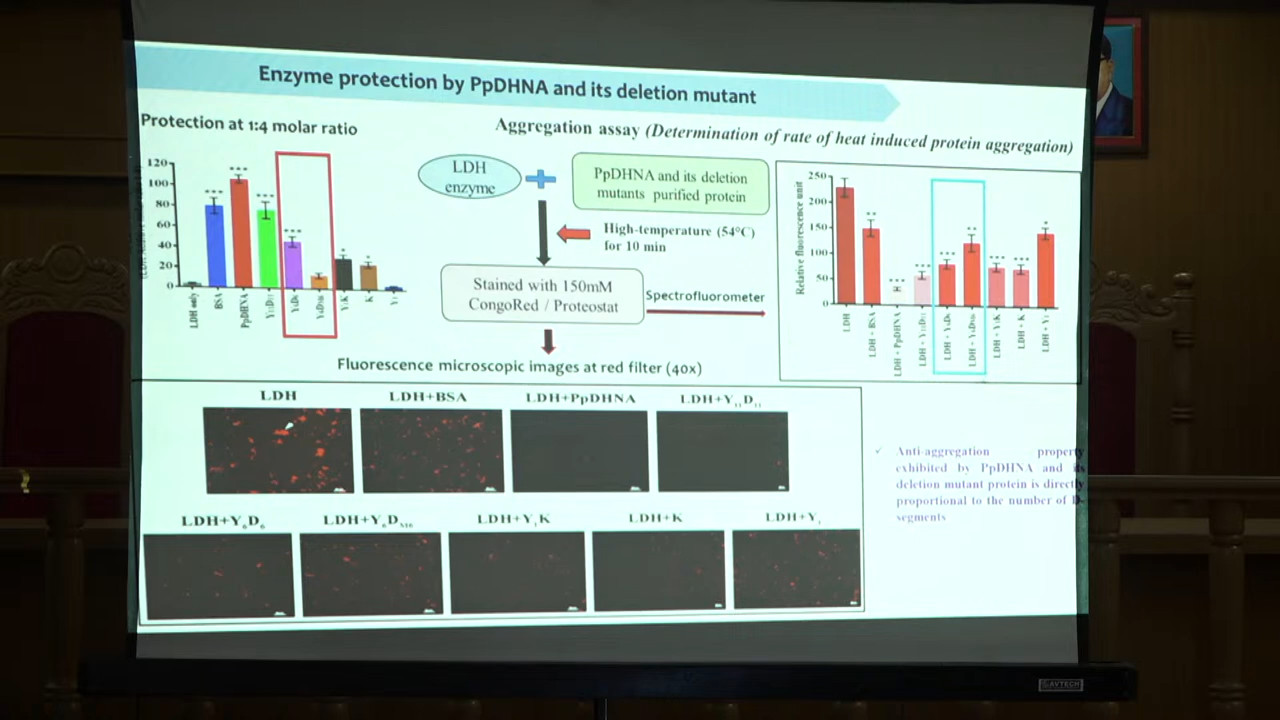 Enzyme protection by PpDHNA and its deletion mutant
Protection at 1:4 molar ratio
Aggregation assay (Determination of rate of heat induced protein aggregation)
120
100
80
60
40
20
0
***
***
***
***
*
*
LDH only
BSA
PpDHNA
K
LDH
enzyme
PpDHNA and its deletion
mutants purified protein
High-temperature (54°C)
for 10 min
Stained with 150mM
CongoRed / Proteostat
Spectrofluorometer
Fluorescence microscopic images at red filter (40x)
Relative fluorescence unit
250
200
150
100
50
0
**
***
***
***
**
***
***
*
LDH
LDH + BSA
LDH + PpDHNA
LDH + K
LDH
LDH+BSA
LDH+PpDHNA
LDH+Y₁₁D₁₁
LDH+Y₆D₆
LDH+Y₁K
LDH+K
LDH+Y₁
✓ Anti-aggregation property
exhibited by PpDHNA and its
deletion mutant protein is directly
proportional to the number of D-
segments
SAVTECH